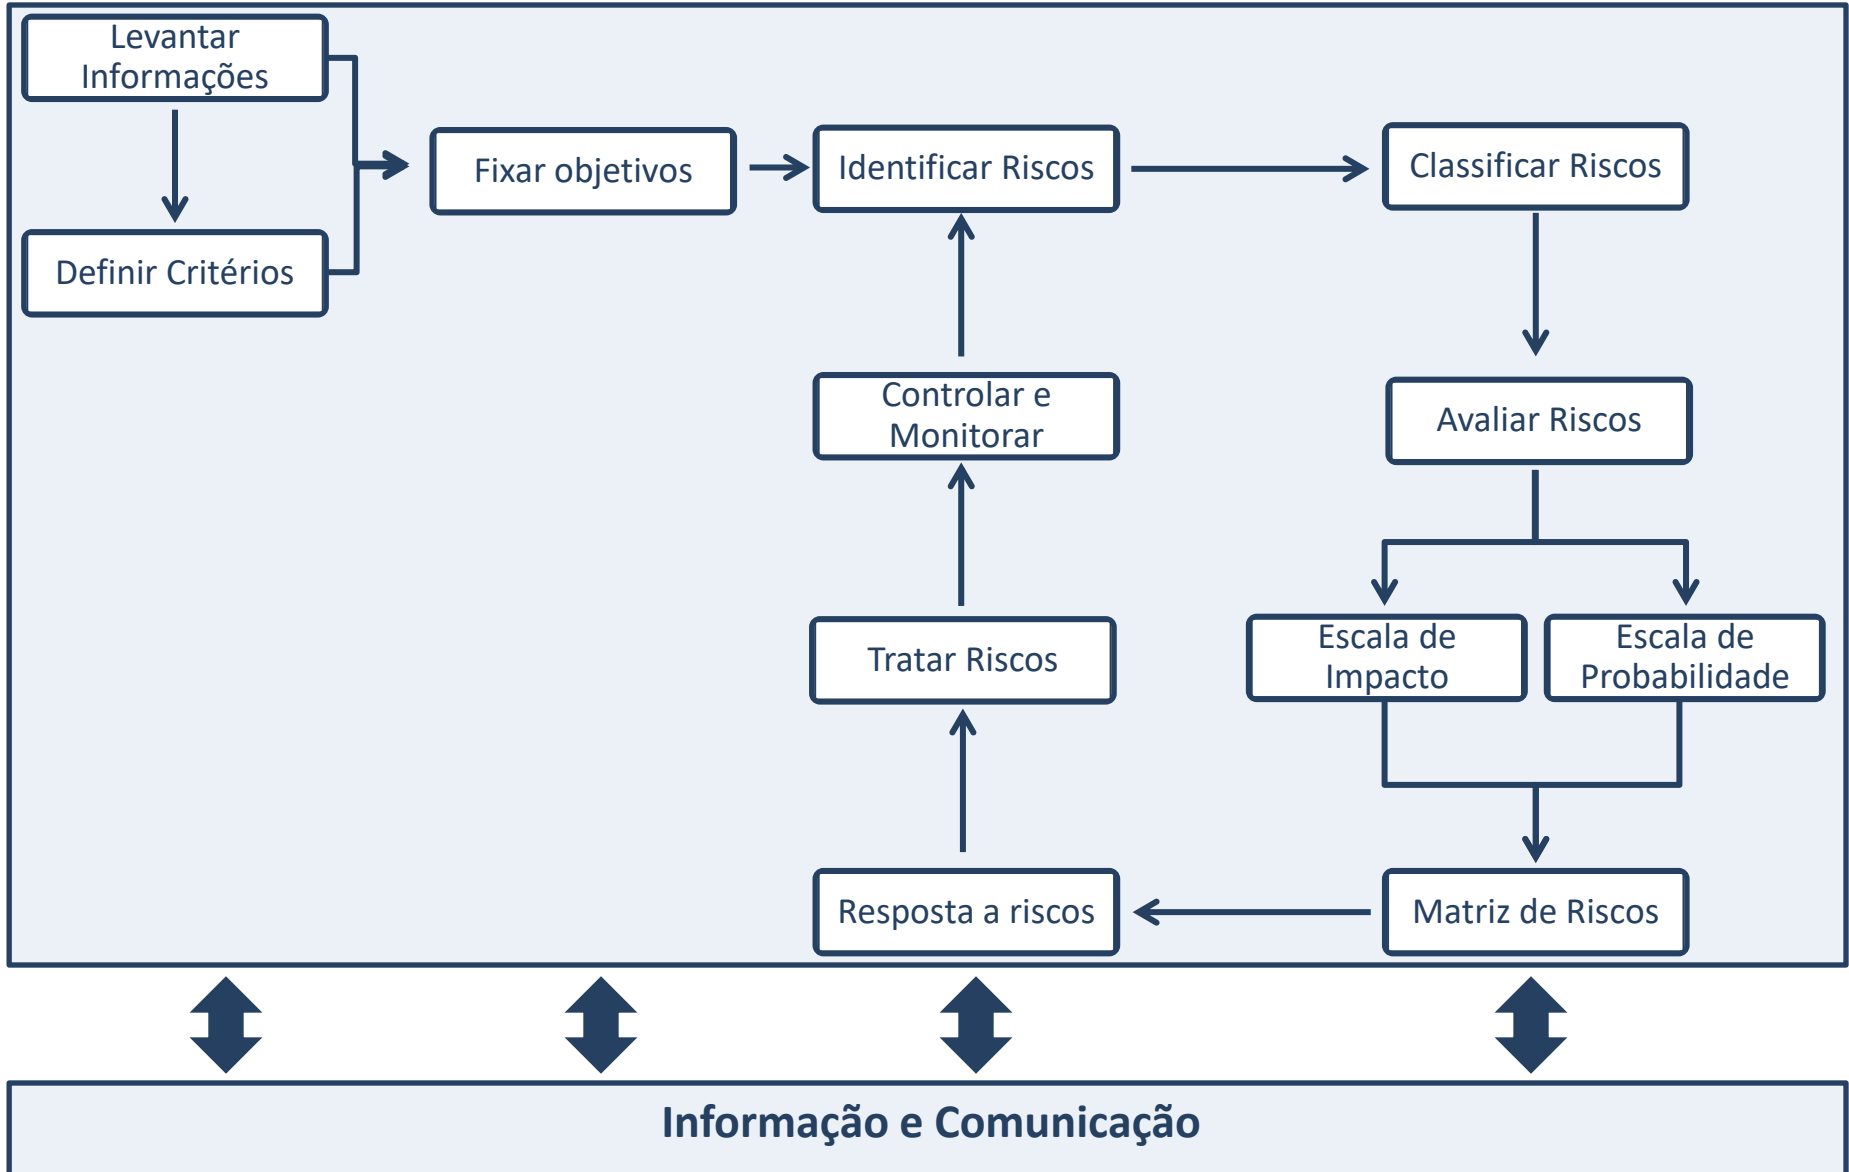 Levantar
Informações
Definir Critérios
Fixar objetivos
Identificar Riscos
Classificar Riscos
Controlar e
Monitorar
Avaliar Riscos
Tratar Riscos
Escala de
Impacto
Escala de
Probabilidade
Resposta a riscos
Matriz de Riscos
Informação e Comunicação